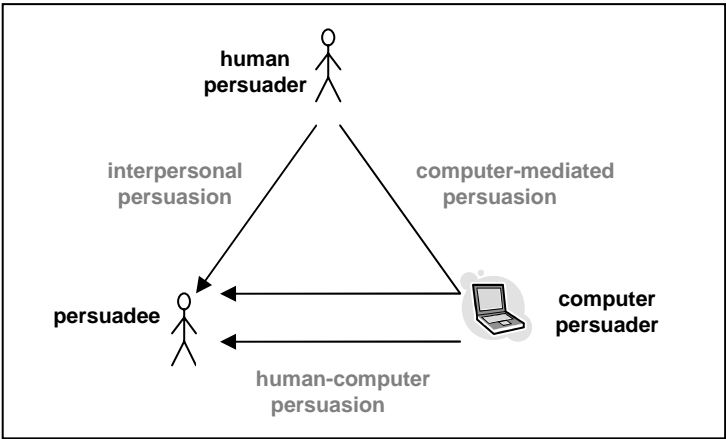 human
persuader
interpersonal
persuasion
computer-mediated
persuasion
persuadee
computer
persuader
human-computer
persuasion